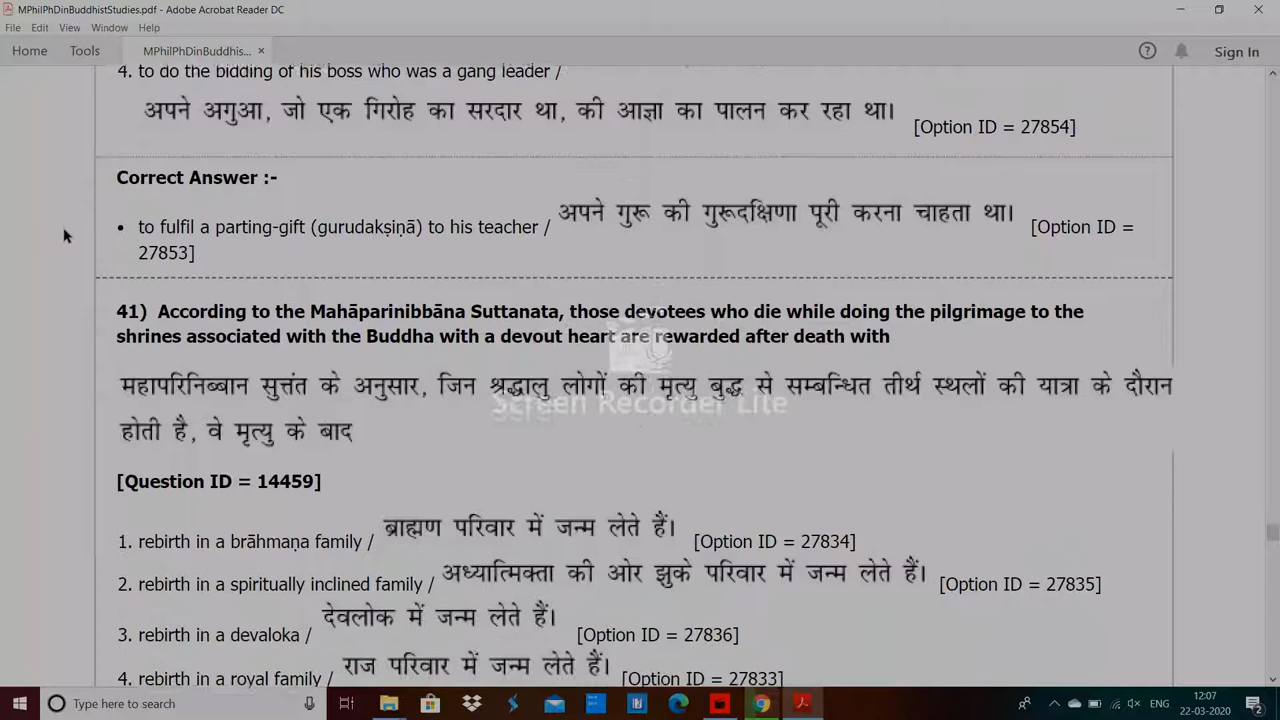 MPhilPhDinBuddhistStudies.pdf - Adobe Acrobat Reader DC
File Edit View Window Help
Home Tools MPhilPhDinBuddhis... × Sign In
4. to do the bidding of his boss who was a gang leader /
अपने अगुआ, जो एक गिरोह का सरदार था, की आज्ञा का पालन कर रहा था। [Option ID = 27854]
Correct Answer :-
• to fulfil a parting-gift (gurudakṣiṇā) to his teacher / अपने गुरू की गुरूदक्षिणा पूरी करना चाहता था। [Option ID =
27853]
41) According to the Mahāparinibbāna Suttanata, those devotees who die while doing the pilgrimage to the
shrines associated with the Buddha with a devout heart are rewarded after death with
महापरिनिब्बान सुत्तंत के अनुसार, जिन श्रद्धालु लोगों की मृत्यु बुद्ध से सम्बन्धित तीर्थ स्थलों की यात्रा के दौरान
Screen Recorder Lite
होती है, वे मृत्यु के बाद
[Question ID = 14459]
1. rebirth in a brāhmaṇa family / ब्राह्मण परिवार में जन्म लेते हैं। [Option ID = 27834]
2. rebirth in a spiritually inclined family / अध्यात्मिकता की ओर झुके परिवार में जन्म लेते हैं। [Option ID = 27835]
3. rebirth in a devaloka / देवलोक में जन्म लेते हैं। [Option ID = 27836]
4. rebirth in a royal family / राज परिवार में जन्म लेते हैं। [Option ID = 27833]
Type here to search
ENG
12:07
22-03-2020
2